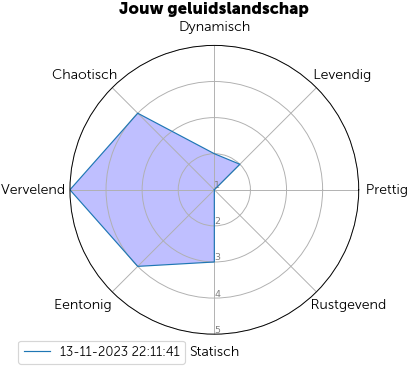 Jouw geluidslandschap
Dynamisch
Chaotisch
Levendig
Vervelend
Prettig
1
2
3
4
5
Eentonig
Rustgevend
Statisch
13-11-2023 22:11:41